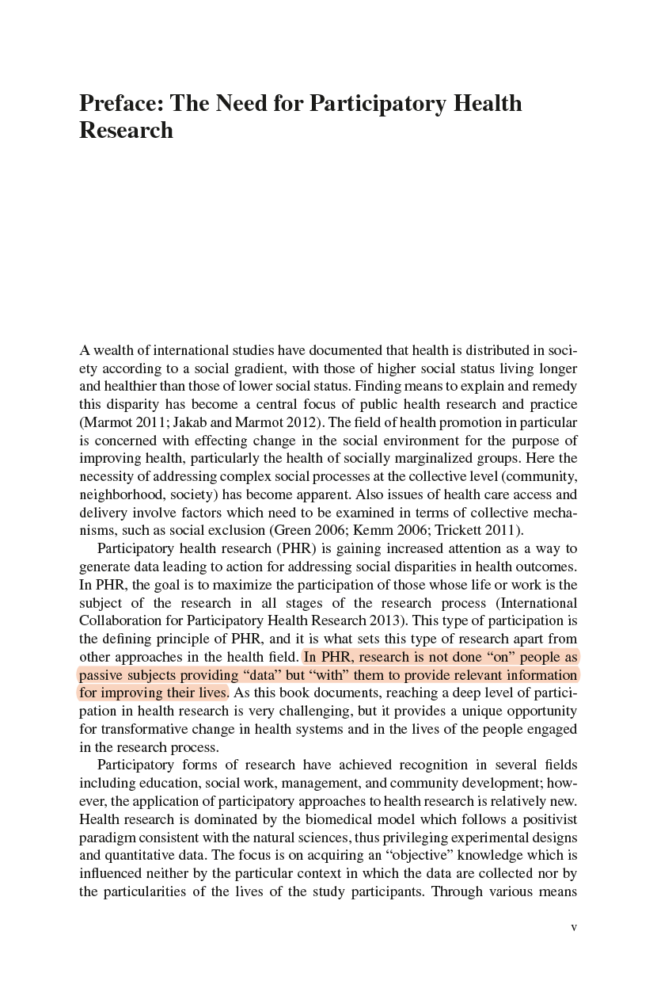 Preface: The Need for Participatory Health
Research
A wealth of international studies have documented that health is distributed in soci-
ety according to a social gradient, with those of higher social status living longer
and healthier than those of lower social status. Finding means to explain and remedy
this disparity has become a central focus of public health research and practice
(Marmot 2011; Jakab and Marmot 2012). The field of health promotion in particular
is concerned with effecting change in the social environment for the purpose of
improving health, particularly the health of socially marginalized groups. Here the
necessity of addressing complex social processes at the collective level (community,
neighborhood, society) has become apparent. Also issues of health care access and
delivery involve factors which need to be examined in terms of collective mecha-
nisms, such as social exclusion (Green 2006; Kemm 2006; Trickett 2011).
Participatory health research (PHR) is gaining increased attention as a way to
generate data leading to action for addressing social disparities in health outcomes.
In PHR, the goal is to maximize the participation of those whose life or work is the
subject of the research in all stages of the research process (International
Collaboration for Participatory Health Research 2013). This type of participation is
the defining principle of PHR, and it is what sets this type of research apart from
other approaches in the health field. In PHR, research is not done “on” people as
passive subjects providing “data” but “with” them to provide relevant information
for improving their lives. As this book documents, reaching a deep level of partici-
pation in health research is very challenging, but it provides a unique opportunity
for transformative change in health systems and in the lives of the people engaged
in the research process.
Participatory forms of research have achieved recognition in several fields
including education, social work, management, and community development; how-
ever, the application of participatory approaches to health research is relatively new.
Health research is dominated by the biomedical model which follows a positivist
paradigm consistent with the natural sciences, thus privileging experimental designs
and quantitative data. The focus is on acquiring an “objective” knowledge which is
influenced neither by the particular context in which the data are collected nor by
the particularities of the lives of the study participants. Through various means
v